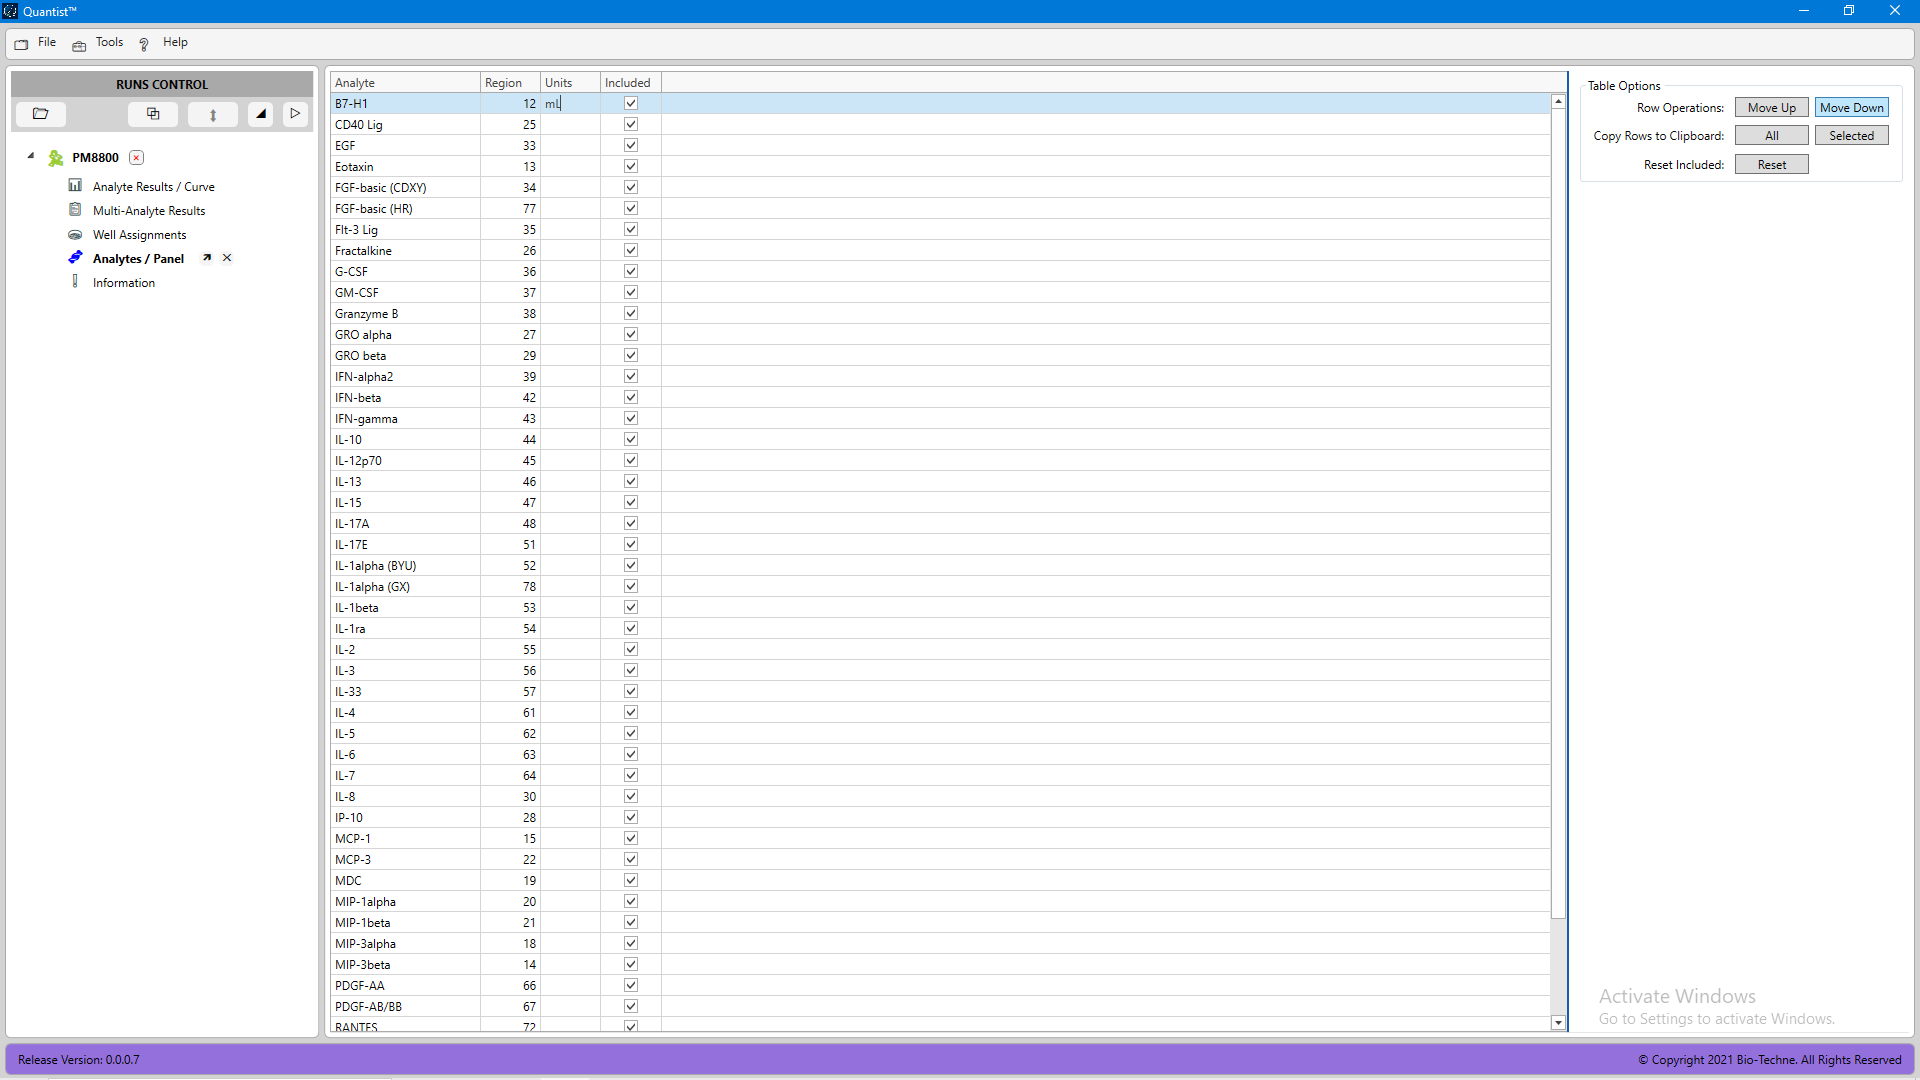 Quantist™
File Tools Help
RUNS CONTROL
PM8800
Analyte Results / Curve
Multi-Analyte Results
Well Assignments
Analytes / Panel
Information
Analyte Region Units Included
B7-H1 12 mL
CD40 Lig 25
EGF 33
Eotaxin 13
FGF-basic (CDXY) 34
FGF-basic (HR) 77
Flt-3 Lig 35
Fractalkine 26
G-CSF 36
GM-CSF 37
Granzyme B 38
GRO alpha 27
GRO beta 29
IFN-alpha2 39
IFN-beta 42
IFN-gamma 43
IL-10 44
IL-12p70 45
IL-13 46
IL-15 47
IL-17A 48
IL-17E 51
IL-1alpha (BYU) 52
IL-1alpha (GX) 78
IL-1beta 53
IL-1ra 54
IL-2 55
IL-3 56
IL-33 57
IL-4 61
IL-5 62
IL-6 63
IL-7 64
IL-8 30
IP-10 28
MCP-1 15
MCP-3 22
MDC 19
MIP-1alpha 20
MIP-1beta 21
MIP-3alpha 18
MIP-3beta 14
PDGF-AA 66
PDGF-AB/BB 67
RANTES 72
Table Options
Row Operations: Move Up Move Down
Copy Rows to Clipboard: All Selected
Reset Included: Reset
Activate Windows
Go to Settings to activate Windows.
Release Version: 0.0.0.7
© Copyright 2021 Bio-Techne. All Rights Reserved